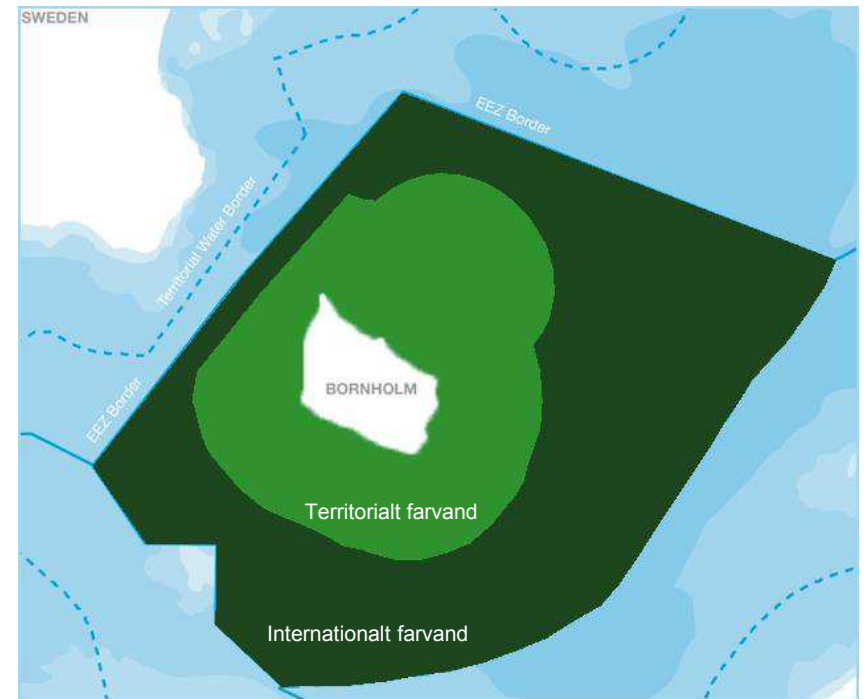 SWEDEN
EEZ Border
Territorial Water Border
BORNHOLM
EEZ Border
Territorialt farvand
Internationalt farvand